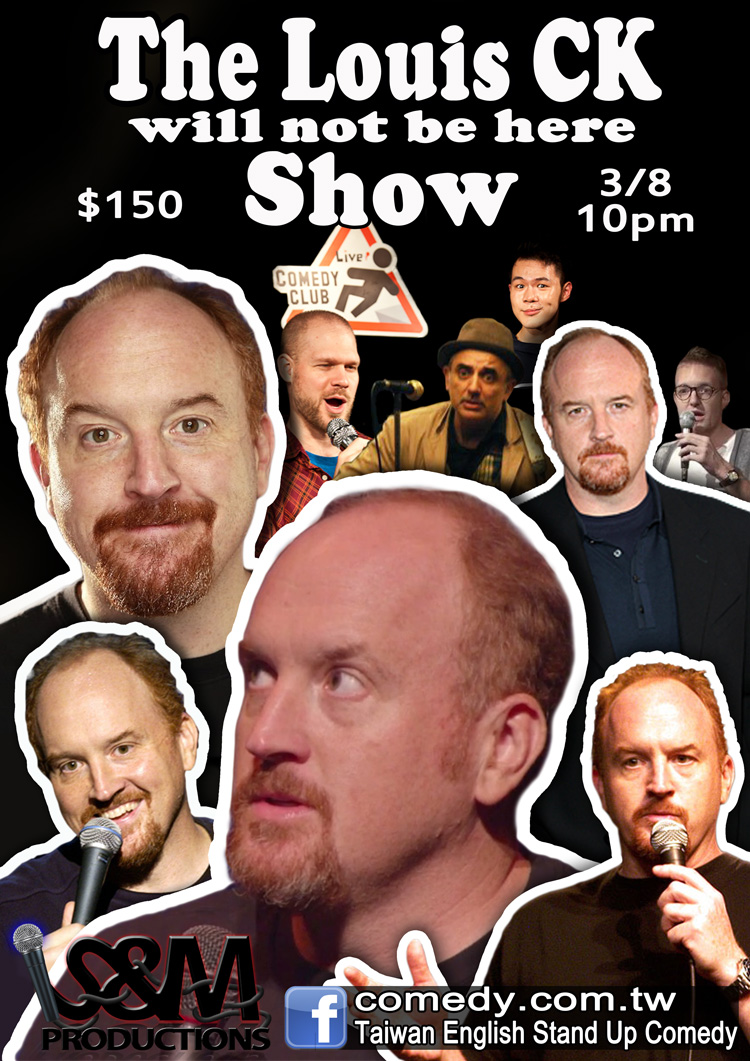 The Louis CK
will not be here
Show
$150
3/8
10pm
Live!
COMEDY
CLUB
S&M
PRODUCTIONS
f
comedy.com.tw
Taiwan English Stand Up Comedy